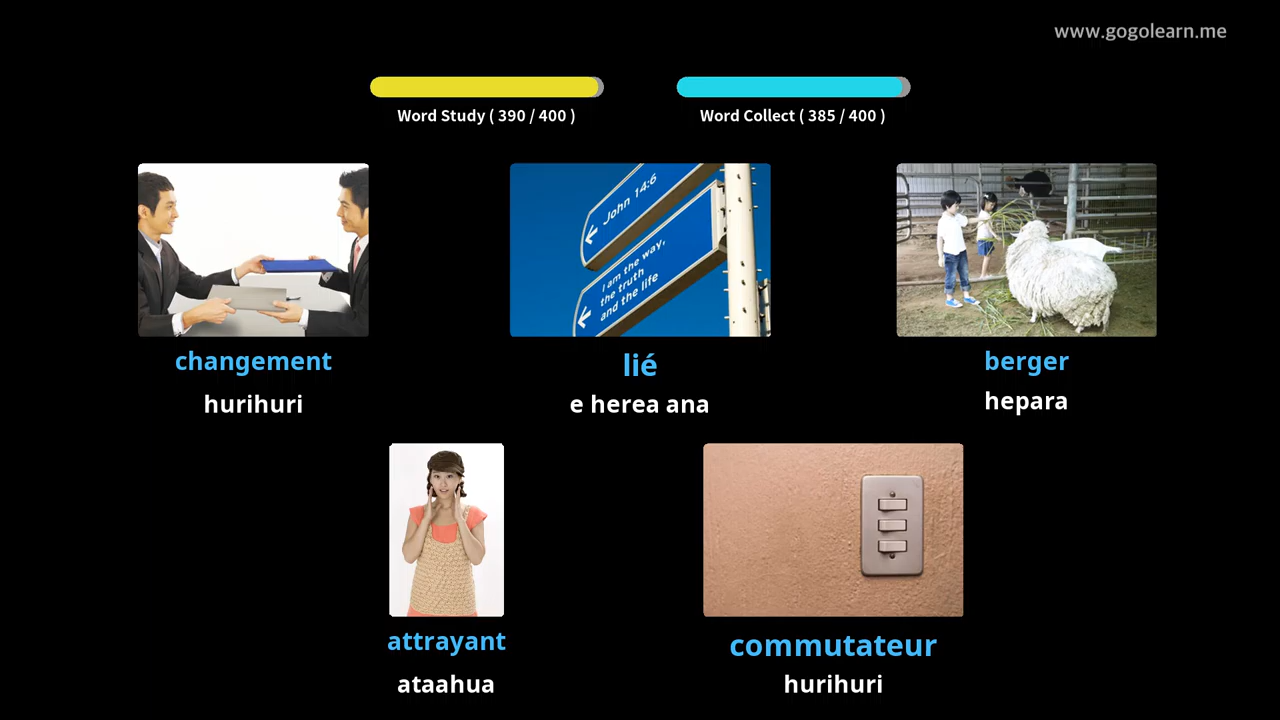 www.gogolearn.me
Word Study ( 390 / 400 )
Word Collect ( 385 / 400 )
John 14:6
I am the way,
the truth
and the life
changement
hurihuri
lié
e herea ana
berger
hepara
attrayant
ataahua
commutateur
hurihuri